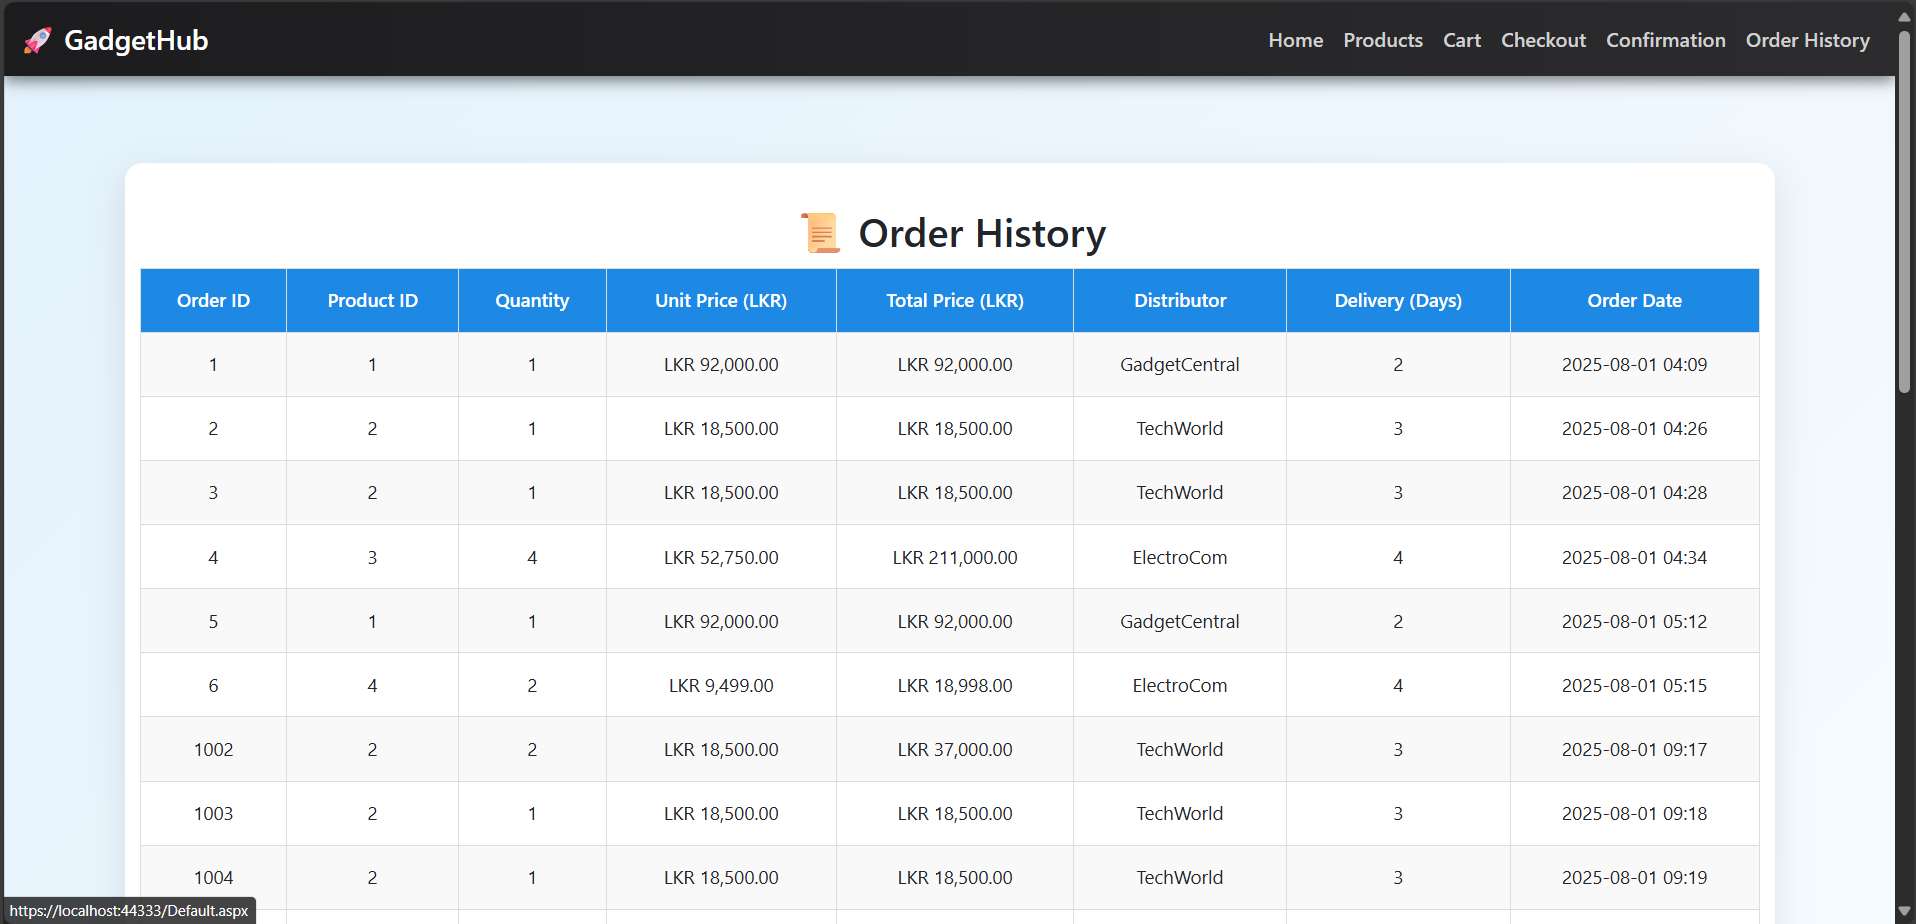 GadgetHub
Home Products Cart Checkout Confirmation Order History
Order History
Order ID Product ID Quantity Unit Price (LKR) Total Price (LKR) Distributor Delivery (Days) Order Date
1 1 1 LKR 92,000.00 LKR 92,000.00 GadgetCentral 2 2025-08-01 04:09
2 2 1 LKR 18,500.00 LKR 18,500.00 TechWorld 3 2025-08-01 04:26
3 2 1 LKR 18,500.00 LKR 18,500.00 TechWorld 3 2025-08-01 04:28
4 3 4 LKR 52,750.00 LKR 211,000.00 ElectroCom 4 2025-08-01 04:34
5 1 1 LKR 92,000.00 LKR 92,000.00 GadgetCentral 2 2025-08-01 05:12
6 4 2 LKR 9,499.00 LKR 18,998.00 ElectroCom 4 2025-08-01 05:15
1002 2 2 LKR 18,500.00 LKR 37,000.00 TechWorld 3 2025-08-01 09:17
1003 2 1 LKR 18,500.00 LKR 18,500.00 TechWorld 3 2025-08-01 09:18
1004 2 1 LKR 18,500.00 LKR 18,500.00 TechWorld 3 2025-08-01 09:19
https://localhost:44333/Default.aspx